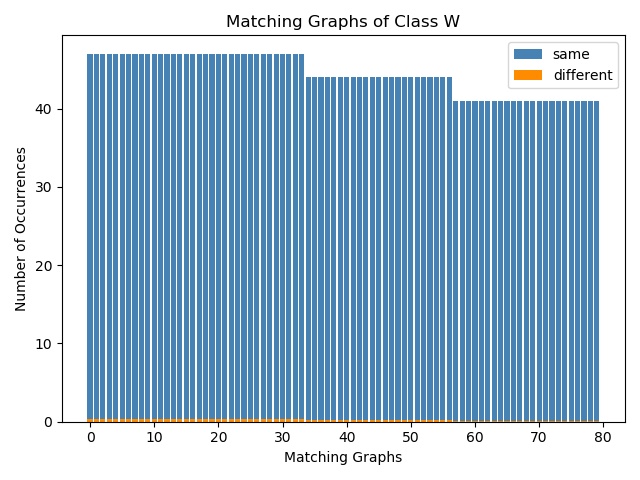 Matching Graphs of Class W
same
different
Number of Occurrences
40
30
20
10
0
0 10 20 30 40 50 60 70 80
Matching Graphs